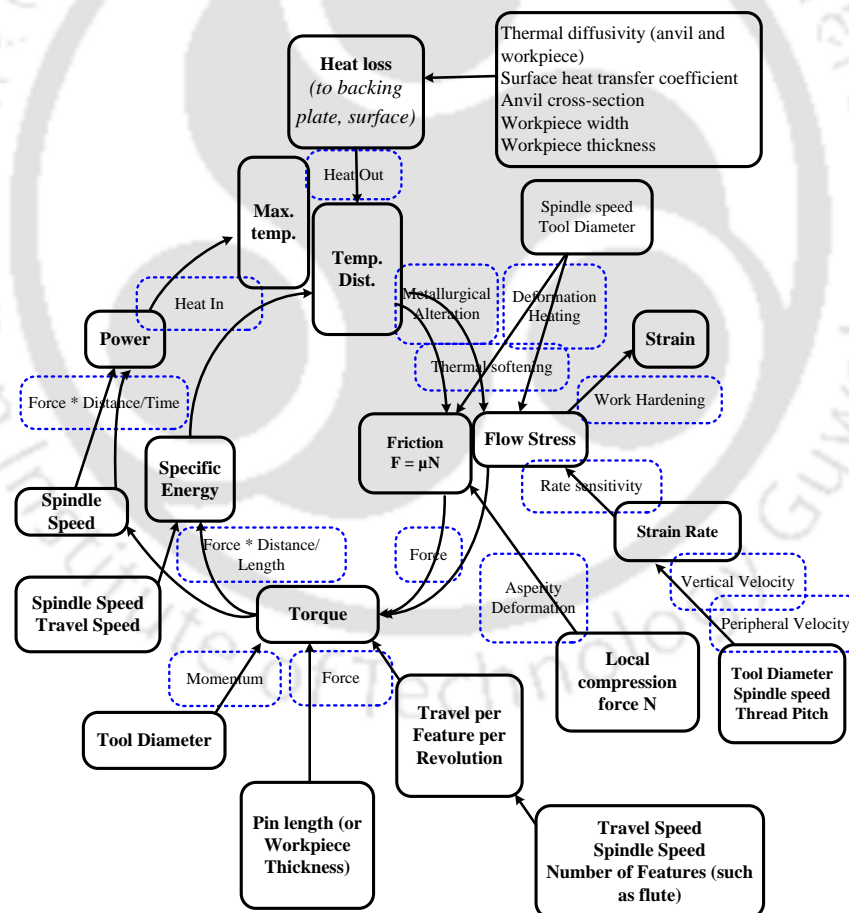 Heat loss
(to backing
plate, surface)
Thermal diffusivity (anvil and
workpiece)
Surface heat transfer coefficient
Anvil cross-section
Workpiece width
Workpiece thickness
Heat Out
Max.
temp.
Temp.
Dist.
Spindle speed
Tool Diameter
Heat In
Metallurgical
Alteration
Deformation
Heating
Power
Strain
Thermal softening
Force * Distance/Time
Work Hardening
Friction
F = µN
Flow Stress
Specific
Energy
Rate sensitivity
Spindle
Speed
Strain Rate
Force * Distance/
Length
Force
Vertical Velocity
Asperity
Deformation
Spindle Speed
Travel Speed
Torque
Peripheral Velocity
Momentum
Force
Local
compression
force N
Tool Diameter
Spindle speed
Thread Pitch
Tool Diameter
Travel per
Feature per
Revolution
Pin length (or
Workpiece
Thickness)
Travel Speed
Spindle Speed
Number of Features (such
as flute)
Institute of Technology Guw